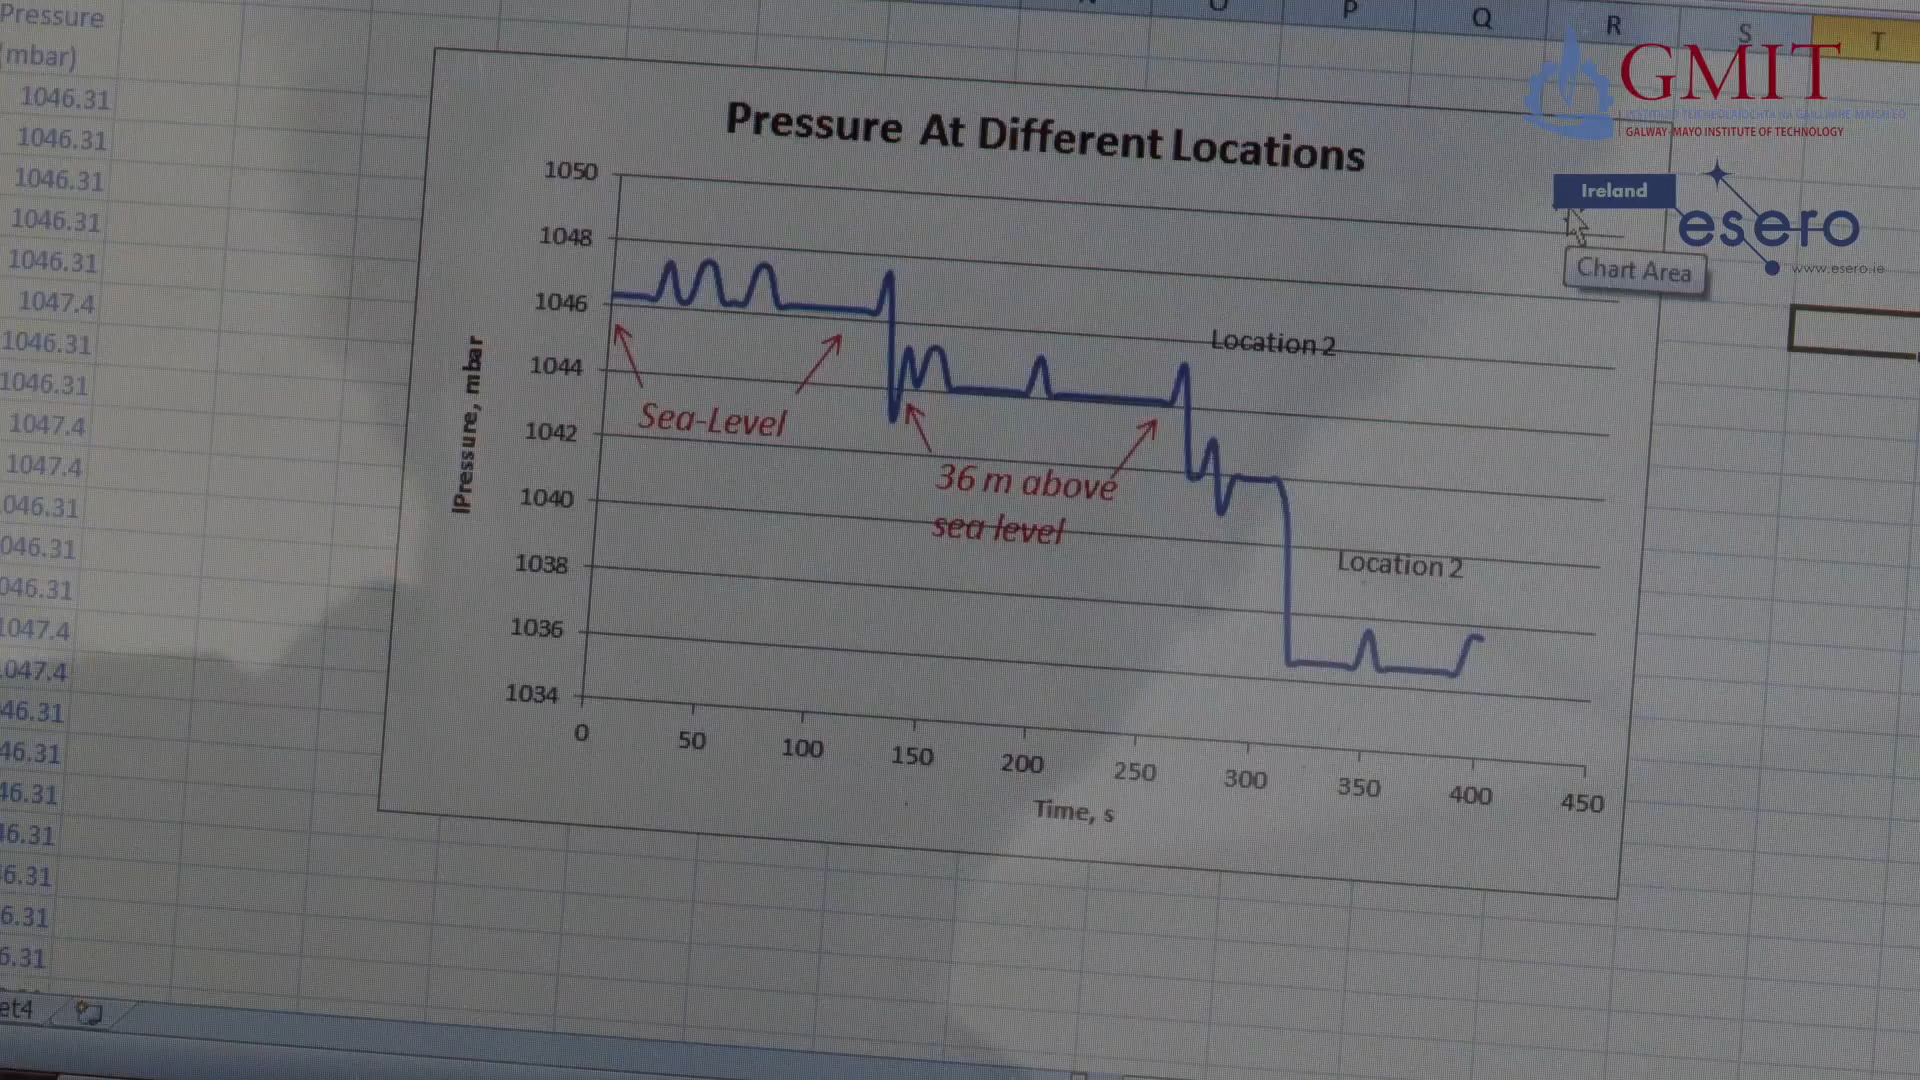 Pressure
(mbar)
1046.31
1046.31
1046.31
1046.31
1046.31
1047.4
1046.31
1046.31
1047.4
1047.4
046.31
046.31
046.31
1047.4
047.4
46.31
46.31
46.31
46.31
6.31
6.31
6.31
et4
P
Q
R
S
T
Pressure At Different Locations
1050
1048
1046
1044
1042
1040
1038
1036
1034
0
50
100
150
200
250
300
350
400
450
lPressure, mbar
Time, s
Sea-Level
36 m above
sea level
Location 2
Location 2
Chart Area
GMIT
GALWAY-MAYO INSTITUTE OF TECHNOLOGY
Ireland
esero
www.esero.ie